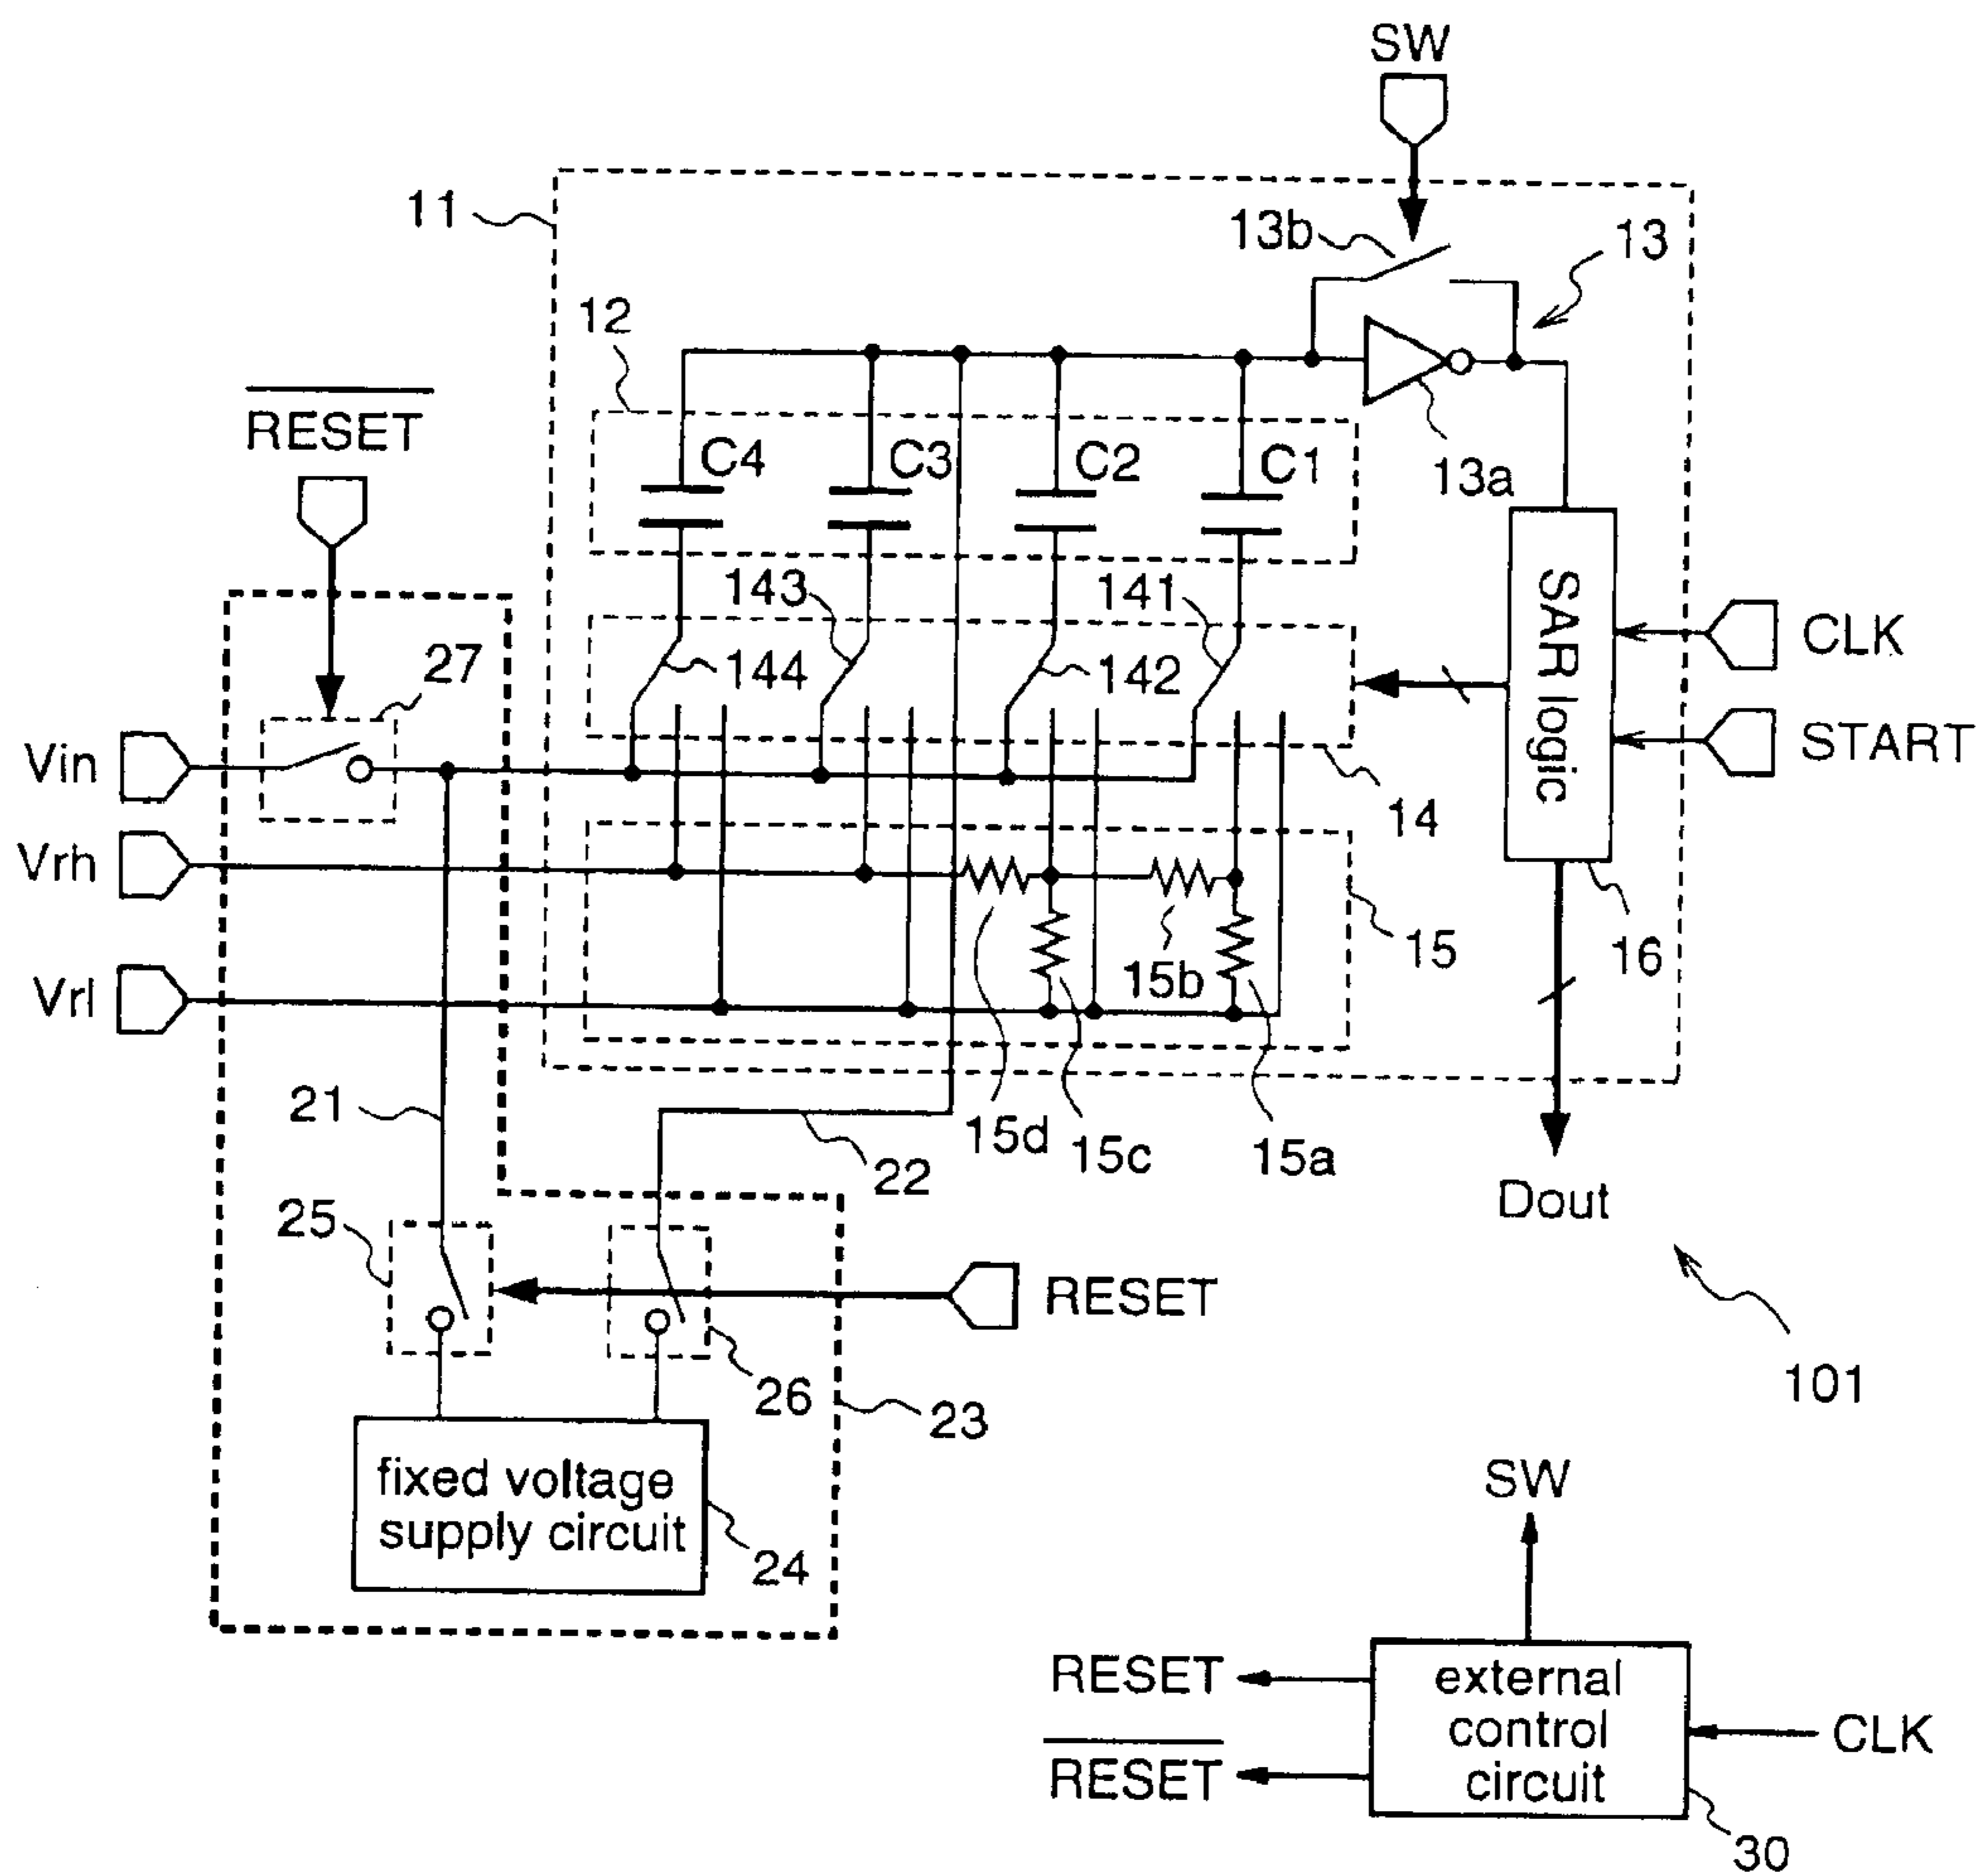 SW
11
13b
13
12
RESET
C4
C3
C2
C1
13a
143
141
SAR logic
CLK
27
144
142
START
Vin
14
Vrh
15
16
15b
Vrl
21
15d
15c
15a
22
Dout
25
RESET
26
23
101
fixed voltage
supply circuit
24
SW
RESET
external
control
circuit
CLK
RESET
30